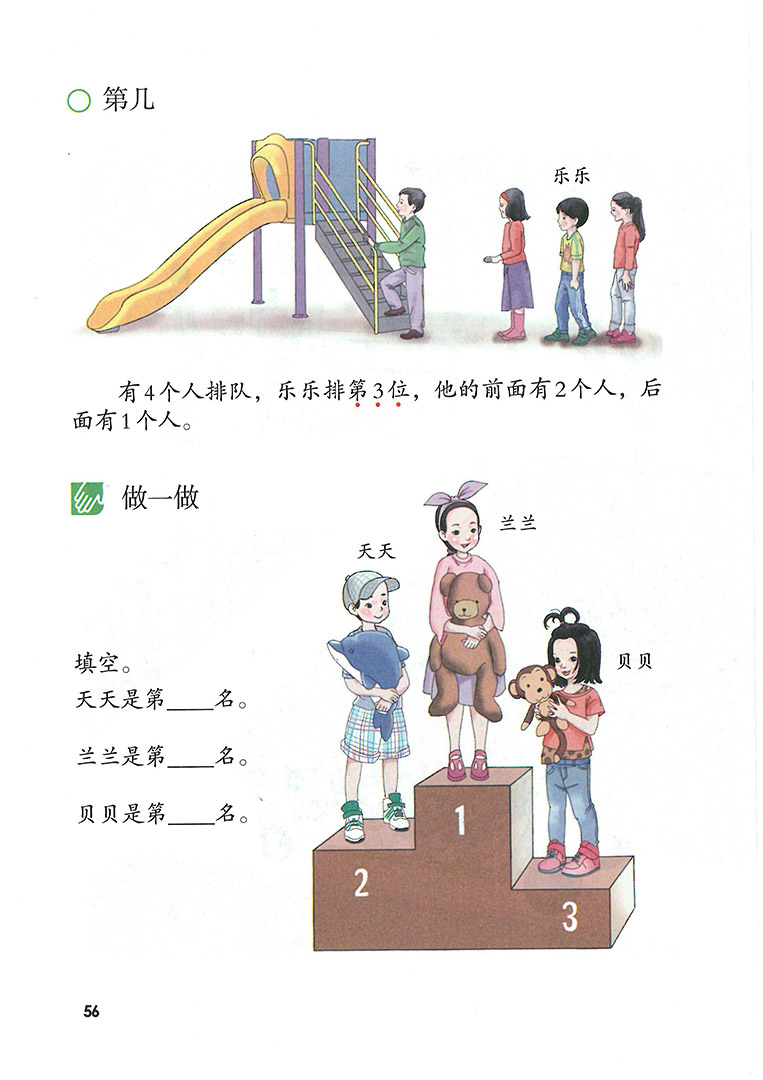 第几
乐乐
有4个人排队，乐乐排第3位，他的前面有2个人，后
面有1个人。
做一做
兰兰
天天
贝贝
填空。
天天是第____名。
兰兰是第____名。
贝贝是第____名。
1
2
3
56